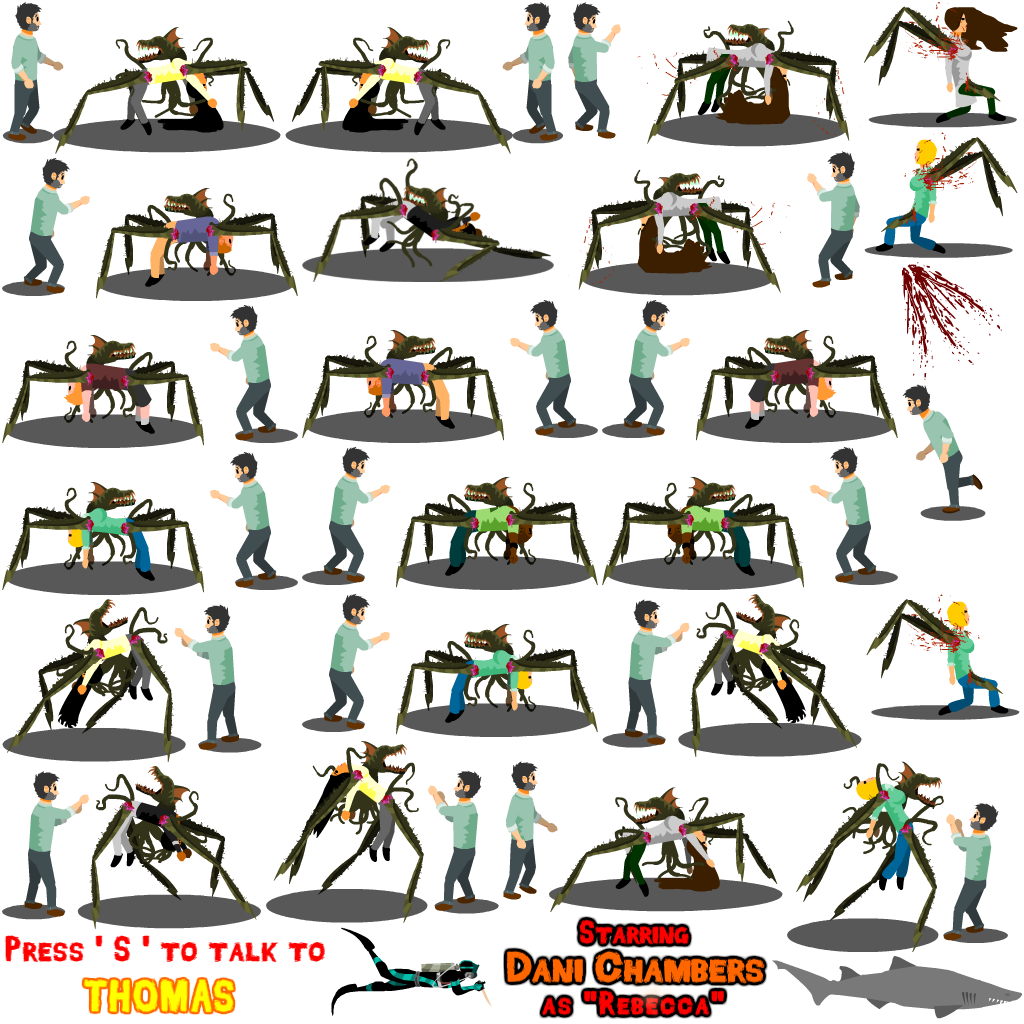 Press 'S' to talk to
THOMAS
Starring
Dani Chambers
as "Rebecca"